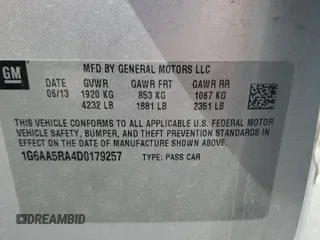 GM
MFD BY GENERAL MOTORS LLC
DATE GVWR GAWR FRT GAWR RR
06/13 1920 KG 853 KG 1067 KG
4232 LB 1881 LB 2351 LB
THIS VEHICLE CONFORMS TO ALL APPLICABLE U.S. FEDERAL MOTOR
VEHICLE SAFETY, BUMPER, AND THEFT PREVENTION STANDARDS IN
EFFECT ON THE DATE OF MANUFACTURE SHOWN ABOVE.
1G6AA5RA4D0179257 TYPE: PASS CAR
DREAMBID